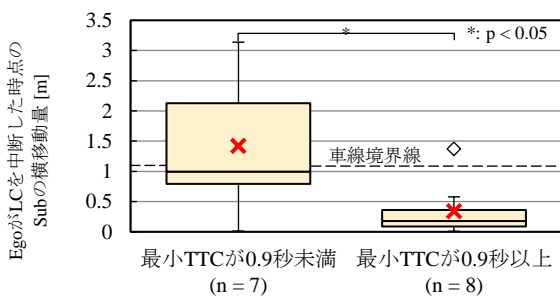 EgoがLCを中断した時点の
Subの横移動量 [m]
3.5
3
2.5
2
1.5
1
0.5
0
*
*: p < 0.05
車線境界線
最小TTCが0.9秒未満
(n = 7)
最小TTCが0.9秒以上
(n = 8)